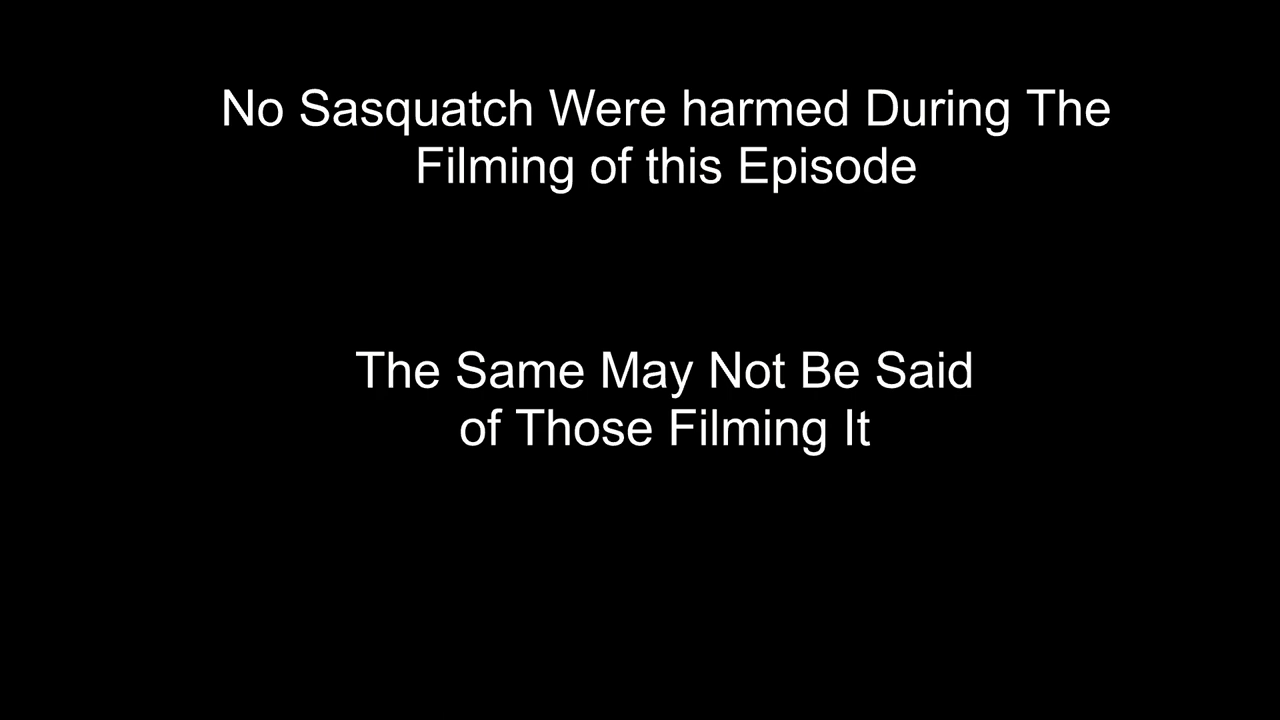 No Sasquatch Were harmed During The
Filming of this Episode
The Same May Not Be Said
of Those Filming It